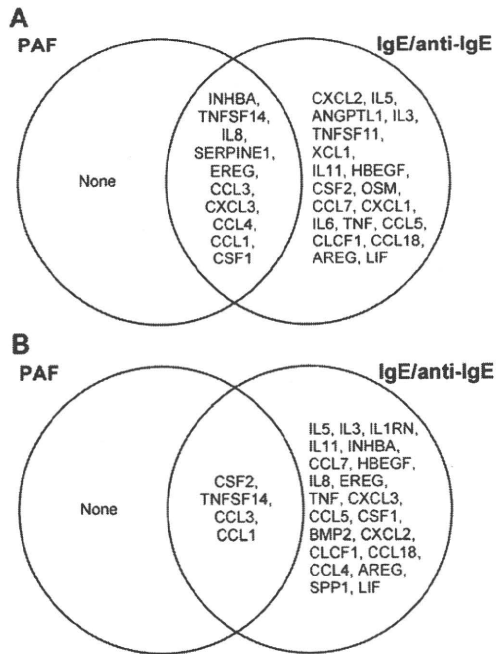 A
PAF
IgE/anti-IgE
None
INHBA,
TNFSF14,
IL8,
SERPINE1,
EREG,
CCL3,
CXCL3,
CCL4,
CCL1,
CSF1
CXCL2, IL5,
ANGPTL1, IL3,
TNFSF11,
XCL1,
IL11, HBEGF,
CSF2, OSM,
CCL7, CXCL1,
IL6, TNF, CCL5,
CLCF1, CCL18,
AREG, LIF
B
PAF
IgE/anti-IgE
None
CSF2,
TNFSF14,
CCL3,
CCL1
IL5, IL3, IL1RN,
IL11, INHBA,
CCL7, HBEGF,
IL8, EREG,
TNF, CXCL3,
CCL5, CSF1,
BMP2, CXCL2,
CLCF1, CCL18,
CCL4, AREG,
SPP1, LIF